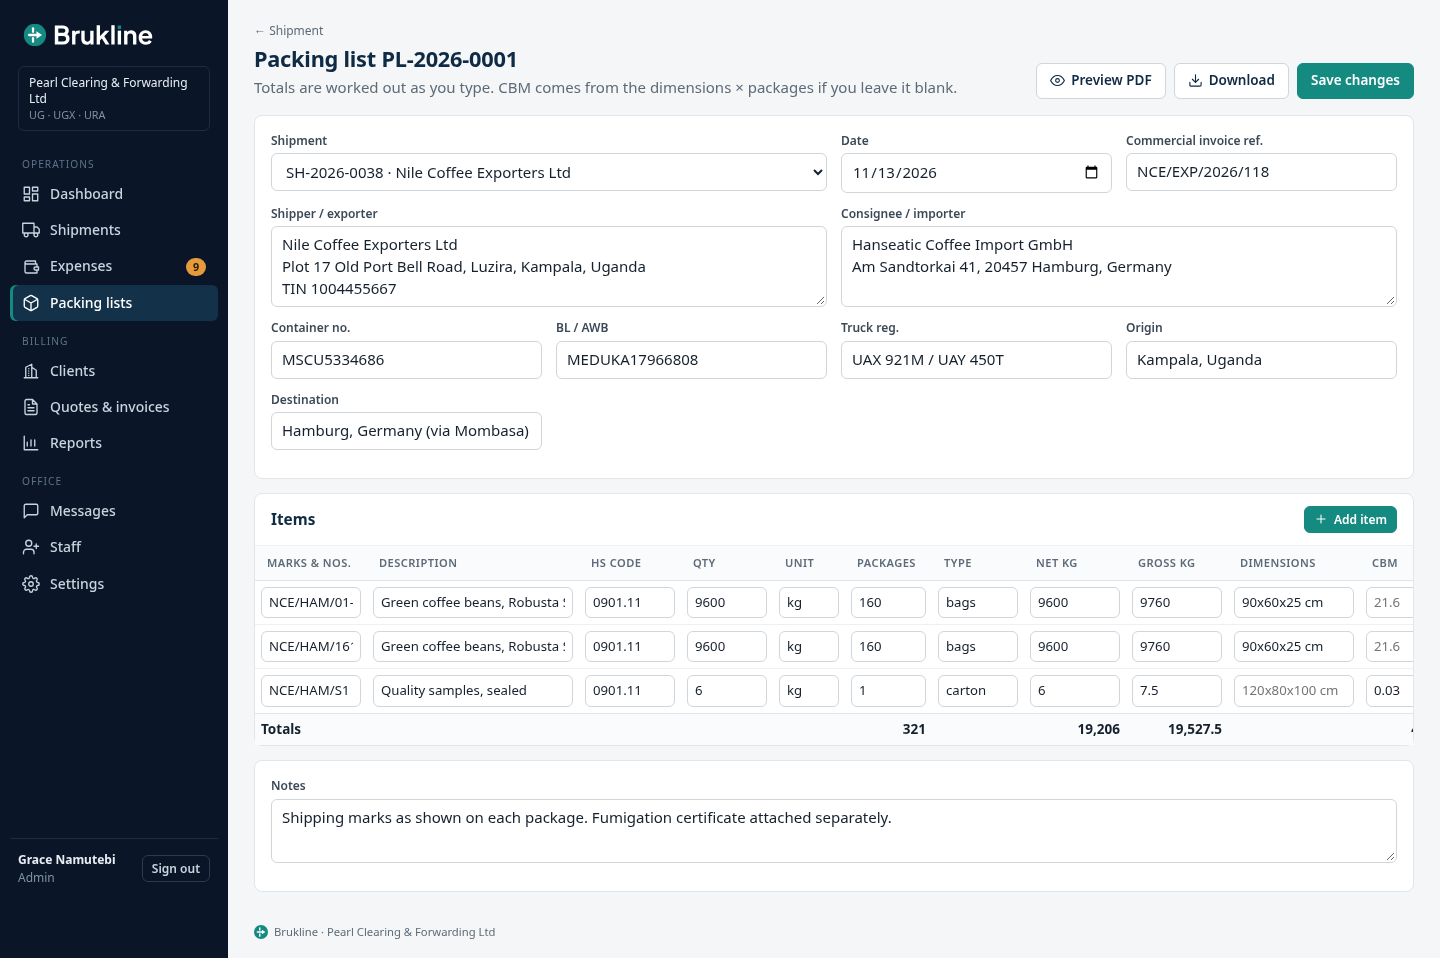 Brukline
Pearl Clearing & Forwarding
Ltd
UG · UGX · URA
OPERATIONS
Dashboard
Shipments
Expenses 9
Packing lists
BILLING
Clients
Quotes & invoices
Reports
OFFICE
Messages
Staff
Settings
Grace Namutebi
Admin
Sign out
← Shipment
Packing list PL-2026-0001
Totals are worked out as you type. CBM comes from the dimensions × packages if you leave it blank.
Preview PDF
Download
Save changes
Shipment
SH-2026-0038 · Nile Coffee Exporters Ltd
Date
11/13/2026
Commercial invoice ref.
NCE/EXP/2026/118
Shipper / exporter
Nile Coffee Exporters Ltd
Plot 17 Old Port Bell Road, Luzira, Kampala, Uganda
TIN 1004455667
Consignee / importer
Hanseatic Coffee Import GmbH
Am Sandtorkai 41, 20457 Hamburg, Germany
Container no.
MSCU5334686
BL / AWB
MEDUKA17966808
Truck reg.
UAX 921M / UAY 450T
Origin
Kampala, Uganda
Destination
Hamburg, Germany (via Mombasa)
Items
Add item
MARKS & NOS. DESCRIPTION HS CODE QTY UNIT PACKAGES TYPE NET KG GROSS KG DIMENSIONS CBM
NCE/HAM/01- Green coffee beans, Robusta 0901.11 9600 kg 160 bags 9600 9760 90x60x25 cm 21.6
NCE/HAM/16 Green coffee beans, Robusta 0901.11 9600 kg 160 bags 9600 9760 90x60x25 cm 21.6
NCE/HAM/S1 Quality samples, sealed 0901.11 6 kg 1 carton 6 7.5 120x80x100 cm 0.03
Totals 321 19,206 19,527.5
Notes
Shipping marks as shown on each package. Fumigation certificate attached separately.
Brukline · Pearl Clearing & Forwarding Ltd